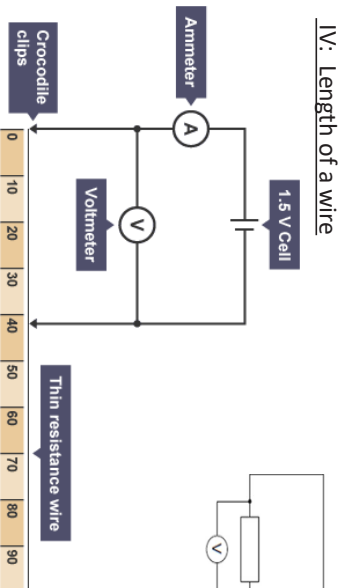 IV:  Length of a wire
1.5 V Cell
Ammeter
A
Voltmeter
V
V
Crocodile
clips
Thin resistance wire
0 10 20 30 40 50 60 70 80 90